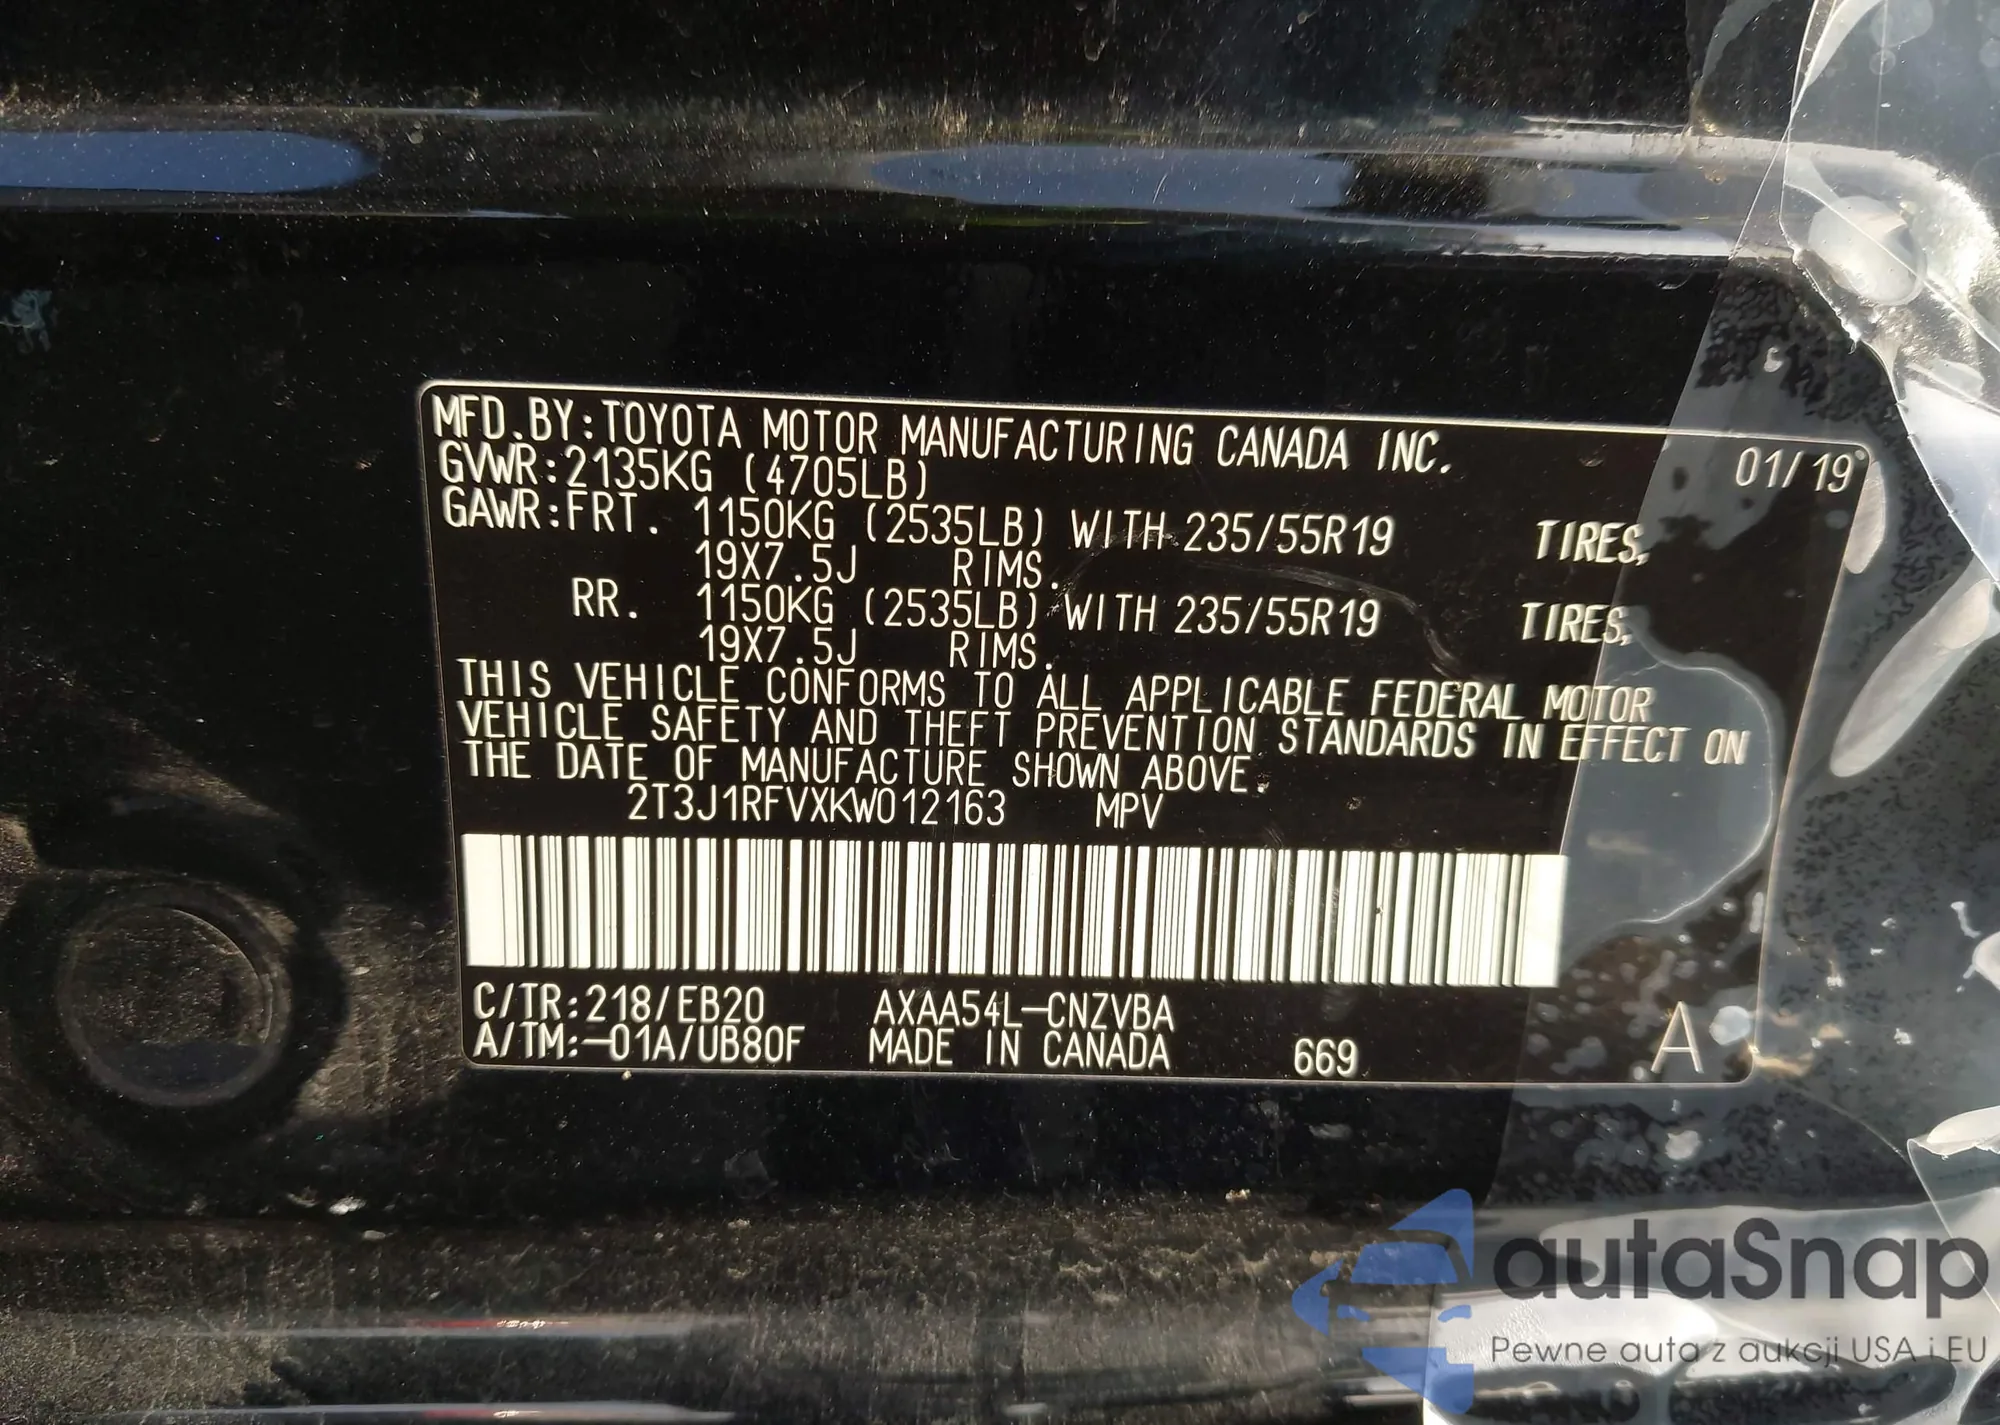 MFD.BY:TOYOTA MOTOR MANUFACTURING CANADA INC. 01/19
GVWR:2135KG (4705LB)
GAWR:FRT. 1150KG (2535LB) WITH 235/55R19 TIRES,
19X7.5J RIMS.
RR. 1150KG (2535LB) WITH 235/55R19 TIRES,
19X7.5J RIMS.
THIS VEHICLE CONFORMS TO ALL APPLICABLE FEDERAL MOTOR
VEHICLE SAFETY AND THEFT PREVENTION STANDARDS IN EFFECT ON
THE DATE OF MANUFACTURE SHOWN ABOVE.
2T3J1RFVXKW012163 MPV
C/TR:218/EB20 AXAA54L-CNZVBA
A/TM:-01A/UB80F MADE IN CANADA 669 A
autaSnap
Pewne auta z aukcji USA i EU